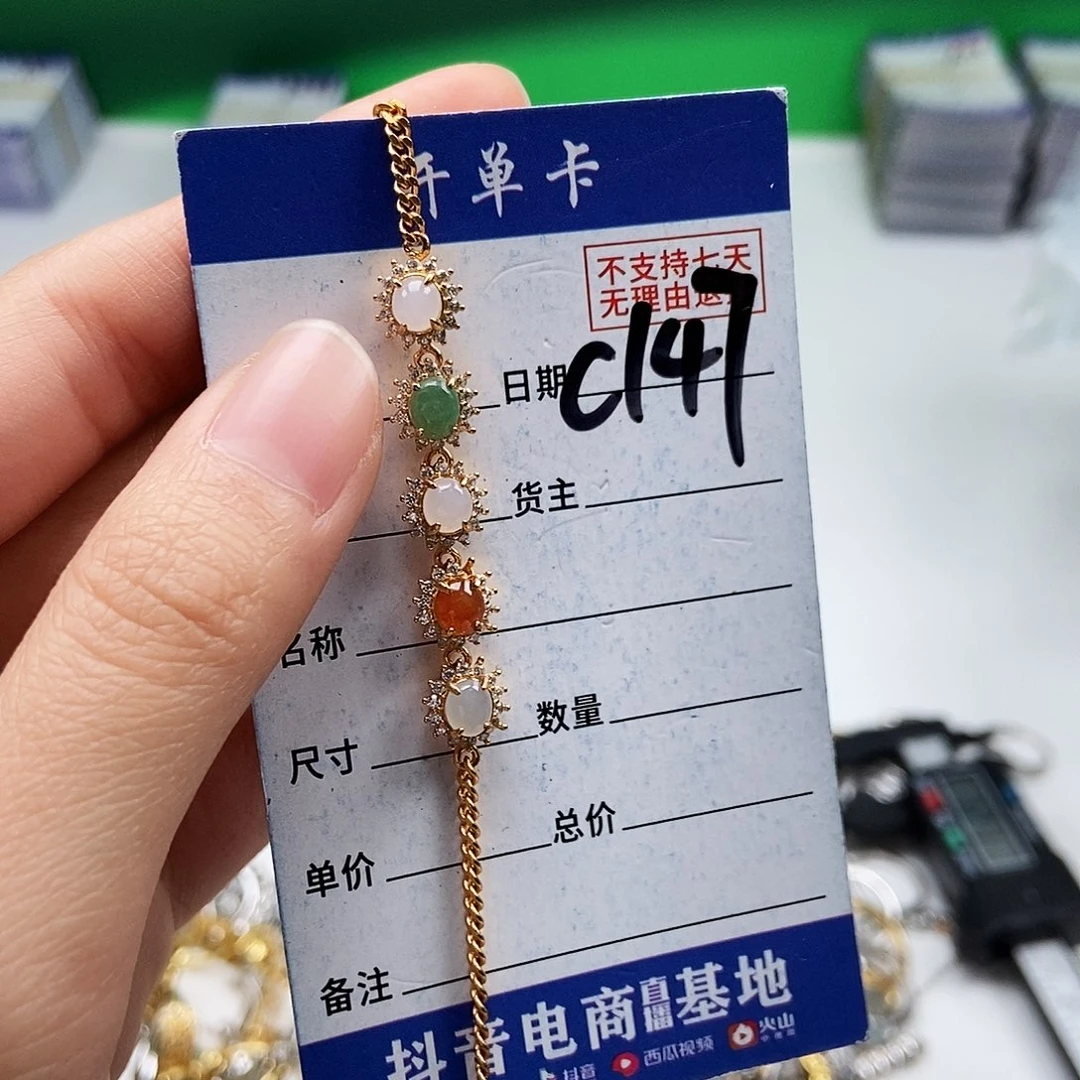 开单卡
不支持七天
无理由退
C147
日期
货主
名称
尺寸
数量
单价
总价
备注
抖音电商直播基地
抖音
西瓜视频
火山